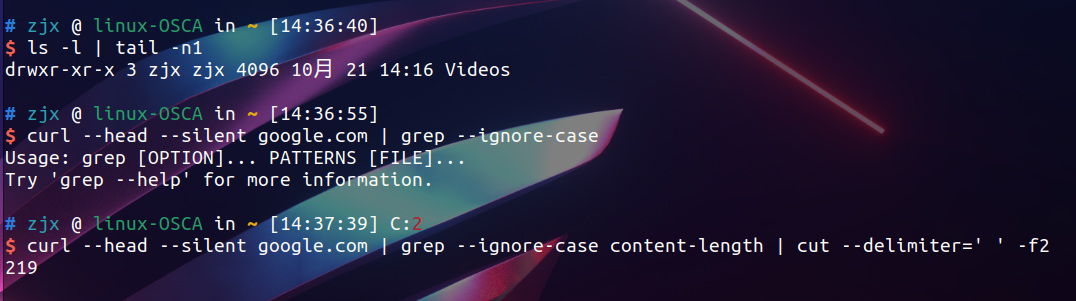 # zjx @ linux-OSCA in ~ [14:36:40]
$ ls -l | tail -n1
drwxr-xr-x 3 zjx zjx 4096 10月 21 14:16 Videos
# zjx @ linux-OSCA in ~ [14:36:55]
$ curl --head --silent google.com | grep --ignore-case
Usage: grep [OPTION]... PATTERNS [FILE]...
Try 'grep --help' for more information.
# zjx @ linux-OSCA in ~ [14:37:39] C:2
$ curl --head --silent google.com | grep --ignore-case content-length | cut --delimiter=' ' -f2
219